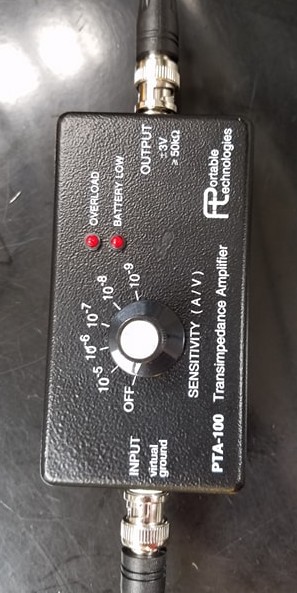 10⁻⁶ 10⁻⁷
10⁻⁵ 10⁻⁸
OFF 10⁻⁹
OVERLOAD
BATTERY LOW
INPUT
virtual
ground
OUTPUT
±3V
≥50kΩ
SENSITIVITY (A/V)
PTA-100 Transimpedance Amplifier
Portable
Technologies